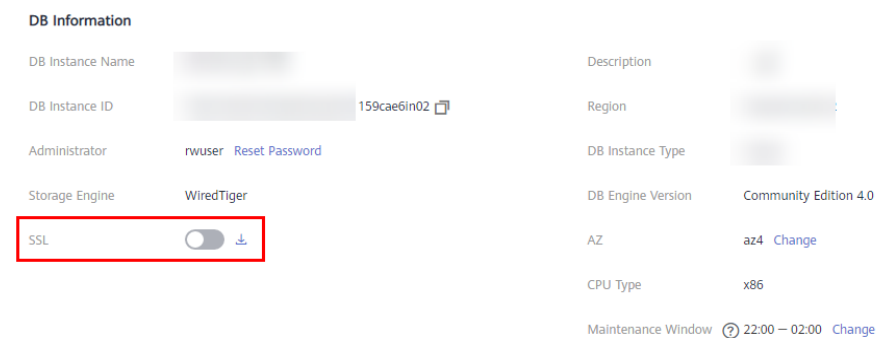 DB Information
DB Instance Name
Description
DB Instance ID 159cae6in02
Region
Administrator rwuser Reset Password
DB Instance Type
Storage Engine WiredTiger
DB Engine Version Community Edition 4.0
SSL
AZ az4 Change
CPU Type x86
Maintenance Window ? 22:00 — 02:00 Change